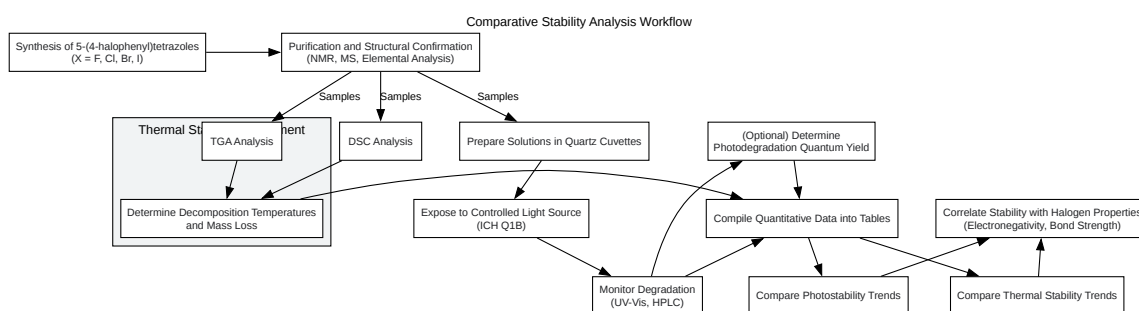 Comparative Stability Analysis Workflow
Synthesis of 5-(4-halophenyl)tetrazoles
(X = F, Cl, Br, I)
Purification and Structural Confirmation
(NMR, MS, Elemental Analysis)
Samples
Samples
Samples
Thermal Sta
ment
TGA Analysis
DSC Analysis
Prepare Solutions in Quartz Cuvettes
(Optional) Determine
Photodegradation Quantum Yield
Determine Decomposition Temperatures
and Mass Loss
Expose to Controlled Light Source
(ICH Q1B)
Compile Quantitative Data into Tables
Correlate Stability with Halogen Properties
(Electronegativity, Bond Strength)
Monitor Degradation
(UV-Vis, HPLC)
Compare Photostability Trends
Compare Thermal Stability Trends